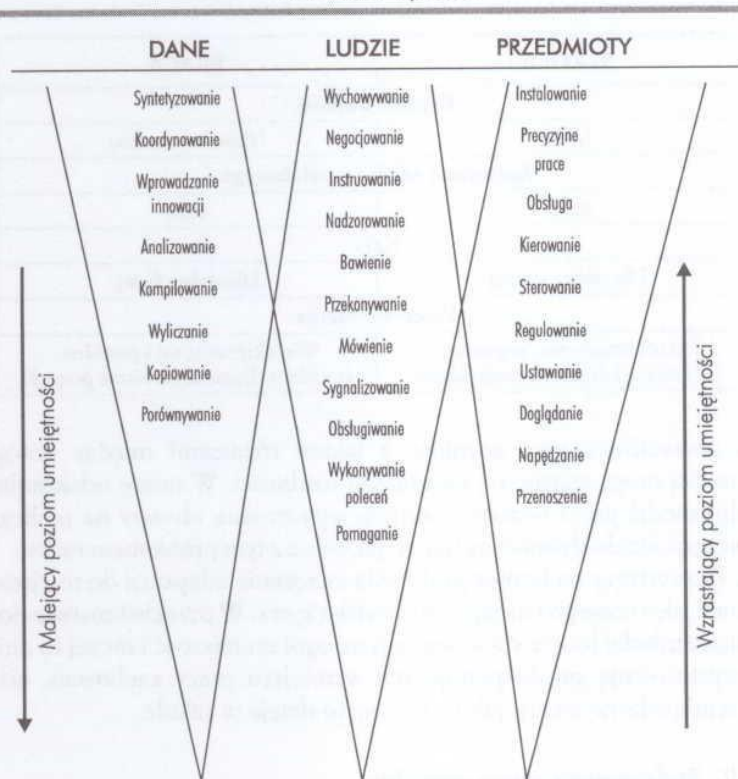 DANE
LUDZIE
PRZEDMIOTY
Syntetyzowanie
Koordynowanie
Wprowadzanie
innowacji
Analizowanie
Kompilowanie
Wyliczanie
Kopiowanie
Porównywanie
Wychowywanie
Negocjowanie
Instruowanie
Nadzorowanie
Bawienie
Przekonywanie
Mówienie
Sygnalizowanie
Obsługiwanie
Wykonywanie
poleceń
Pomaganie
Instalowanie
Precyzyjne
prace
Obsługa
Kierowanie
Sterowanie
Regulowanie
Ustawianie
Doglądanie
Napędzanie
Przenoszenie
Malejący poziom umiejętności
Wzrastający poziom umiejętności